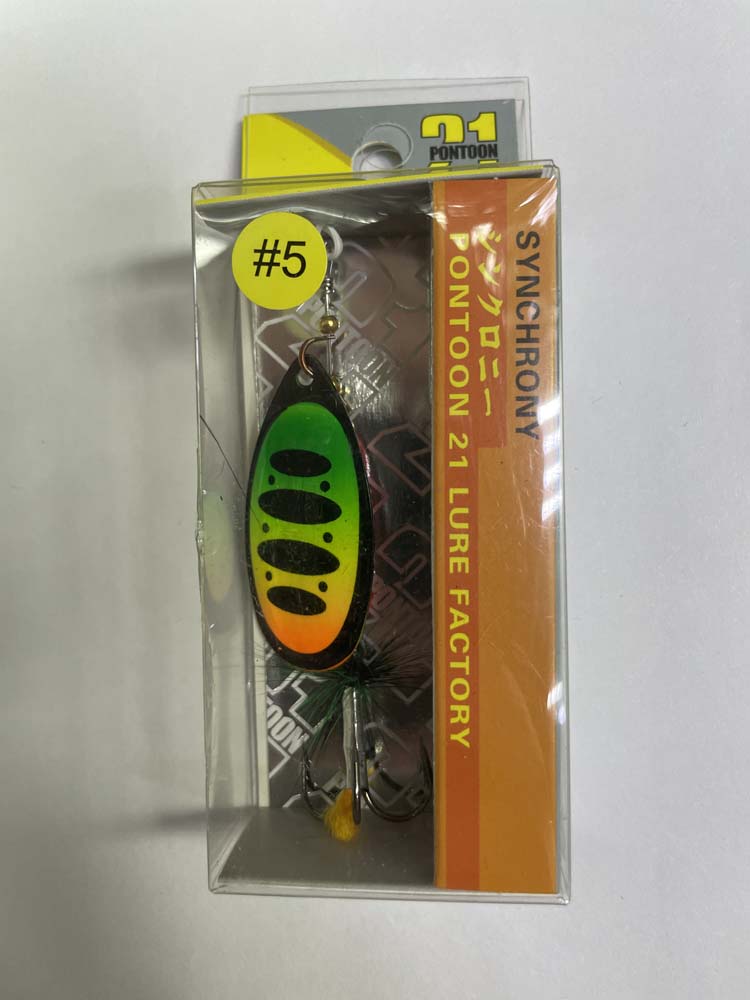 21
PONTOON
#5
SYNCHRONY
シンクロニー
PONTOON 21 LURE FACTORY